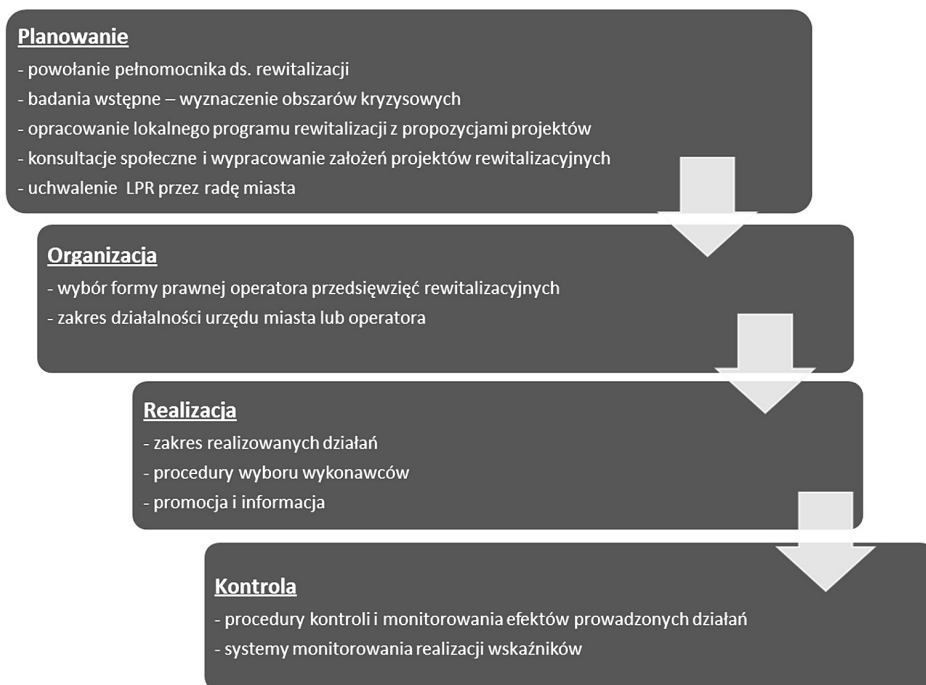 Planowanie
- powołanie pełnomocnika ds. rewitalizacji
- badania wstępne – wyznaczenie obszarów kryzysowych
- opracowanie lokalnego programu rewitalizacji z propozycjami projektów
- konsultacje społeczne i wypracowanie założeń projektów rewitalizacyjnych
- uchwalenie LPR przez radę miasta
Organizacja
- wybór formy prawnej operatora przedsięwzięć rewitalizacyjnych
- zakres działalności urzędu miasta lub operatora
Realizacja
- zakres realizowanych działań
- procedury wyboru wykonawców
- promocja i informacja
Kontrola
- procedury kontroli i monitorowania efektów prowadzonych działań
- systemy monitorowania realizacji wskaźników